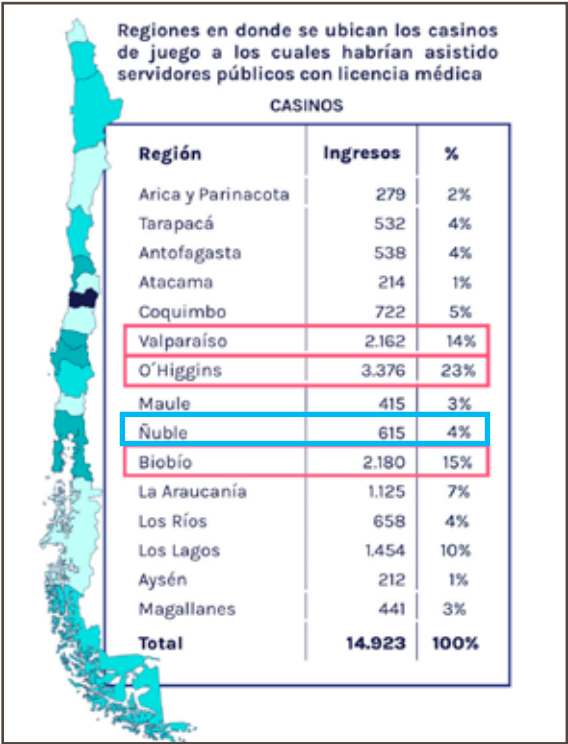 Regiones en donde se ubican los casinos
de juego a los cuales habrían asistido
servidores públicos con licencia médica
CASINOS
Región Ingresos %
Arica y Parinacota 279 2%
Tarapacá 532 4%
Antofagasta 538 4%
Atacama 214 1%
Coquimbo 722 5%
Valparaíso 2.162 14%
O´Higgins 3.376 23%
Maule 415 3%
Ñuble 615 4%
Biobío 2.180 15%
La Araucanía 1.125 7%
Los Ríos 658 4%
Los Lagos 1.454 10%
Aysén 212 1%
Magallanes 441 3%
Total 14.923 100%